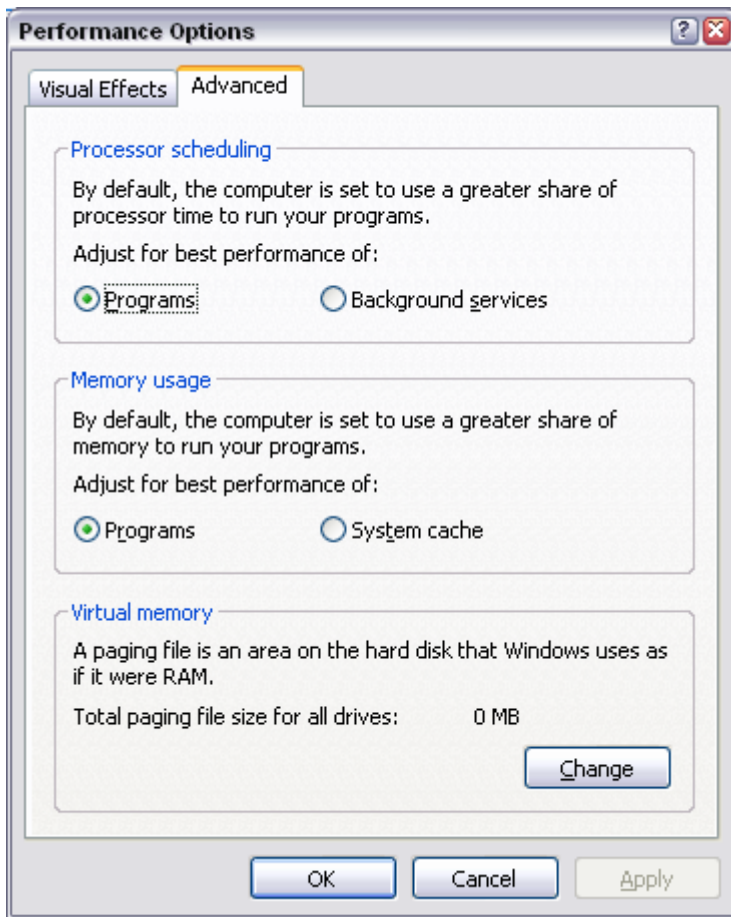 Performance Options
Visual Effects
Advanced
Processor scheduling
By default, the computer is set to use a greater share of
processor time to run your programs.
Adjust for best performance of:
Programs
Background services
Memory usage
By default, the computer is set to use a greater share of
memory to run your programs.
Adjust for best performance of:
Programs
System cache
Virtual memory
A paging file is an area on the hard disk that Windows uses as
if it were RAM.
Total paging file size for all drives: 0 MB
Change
OK
Cancel
Apply